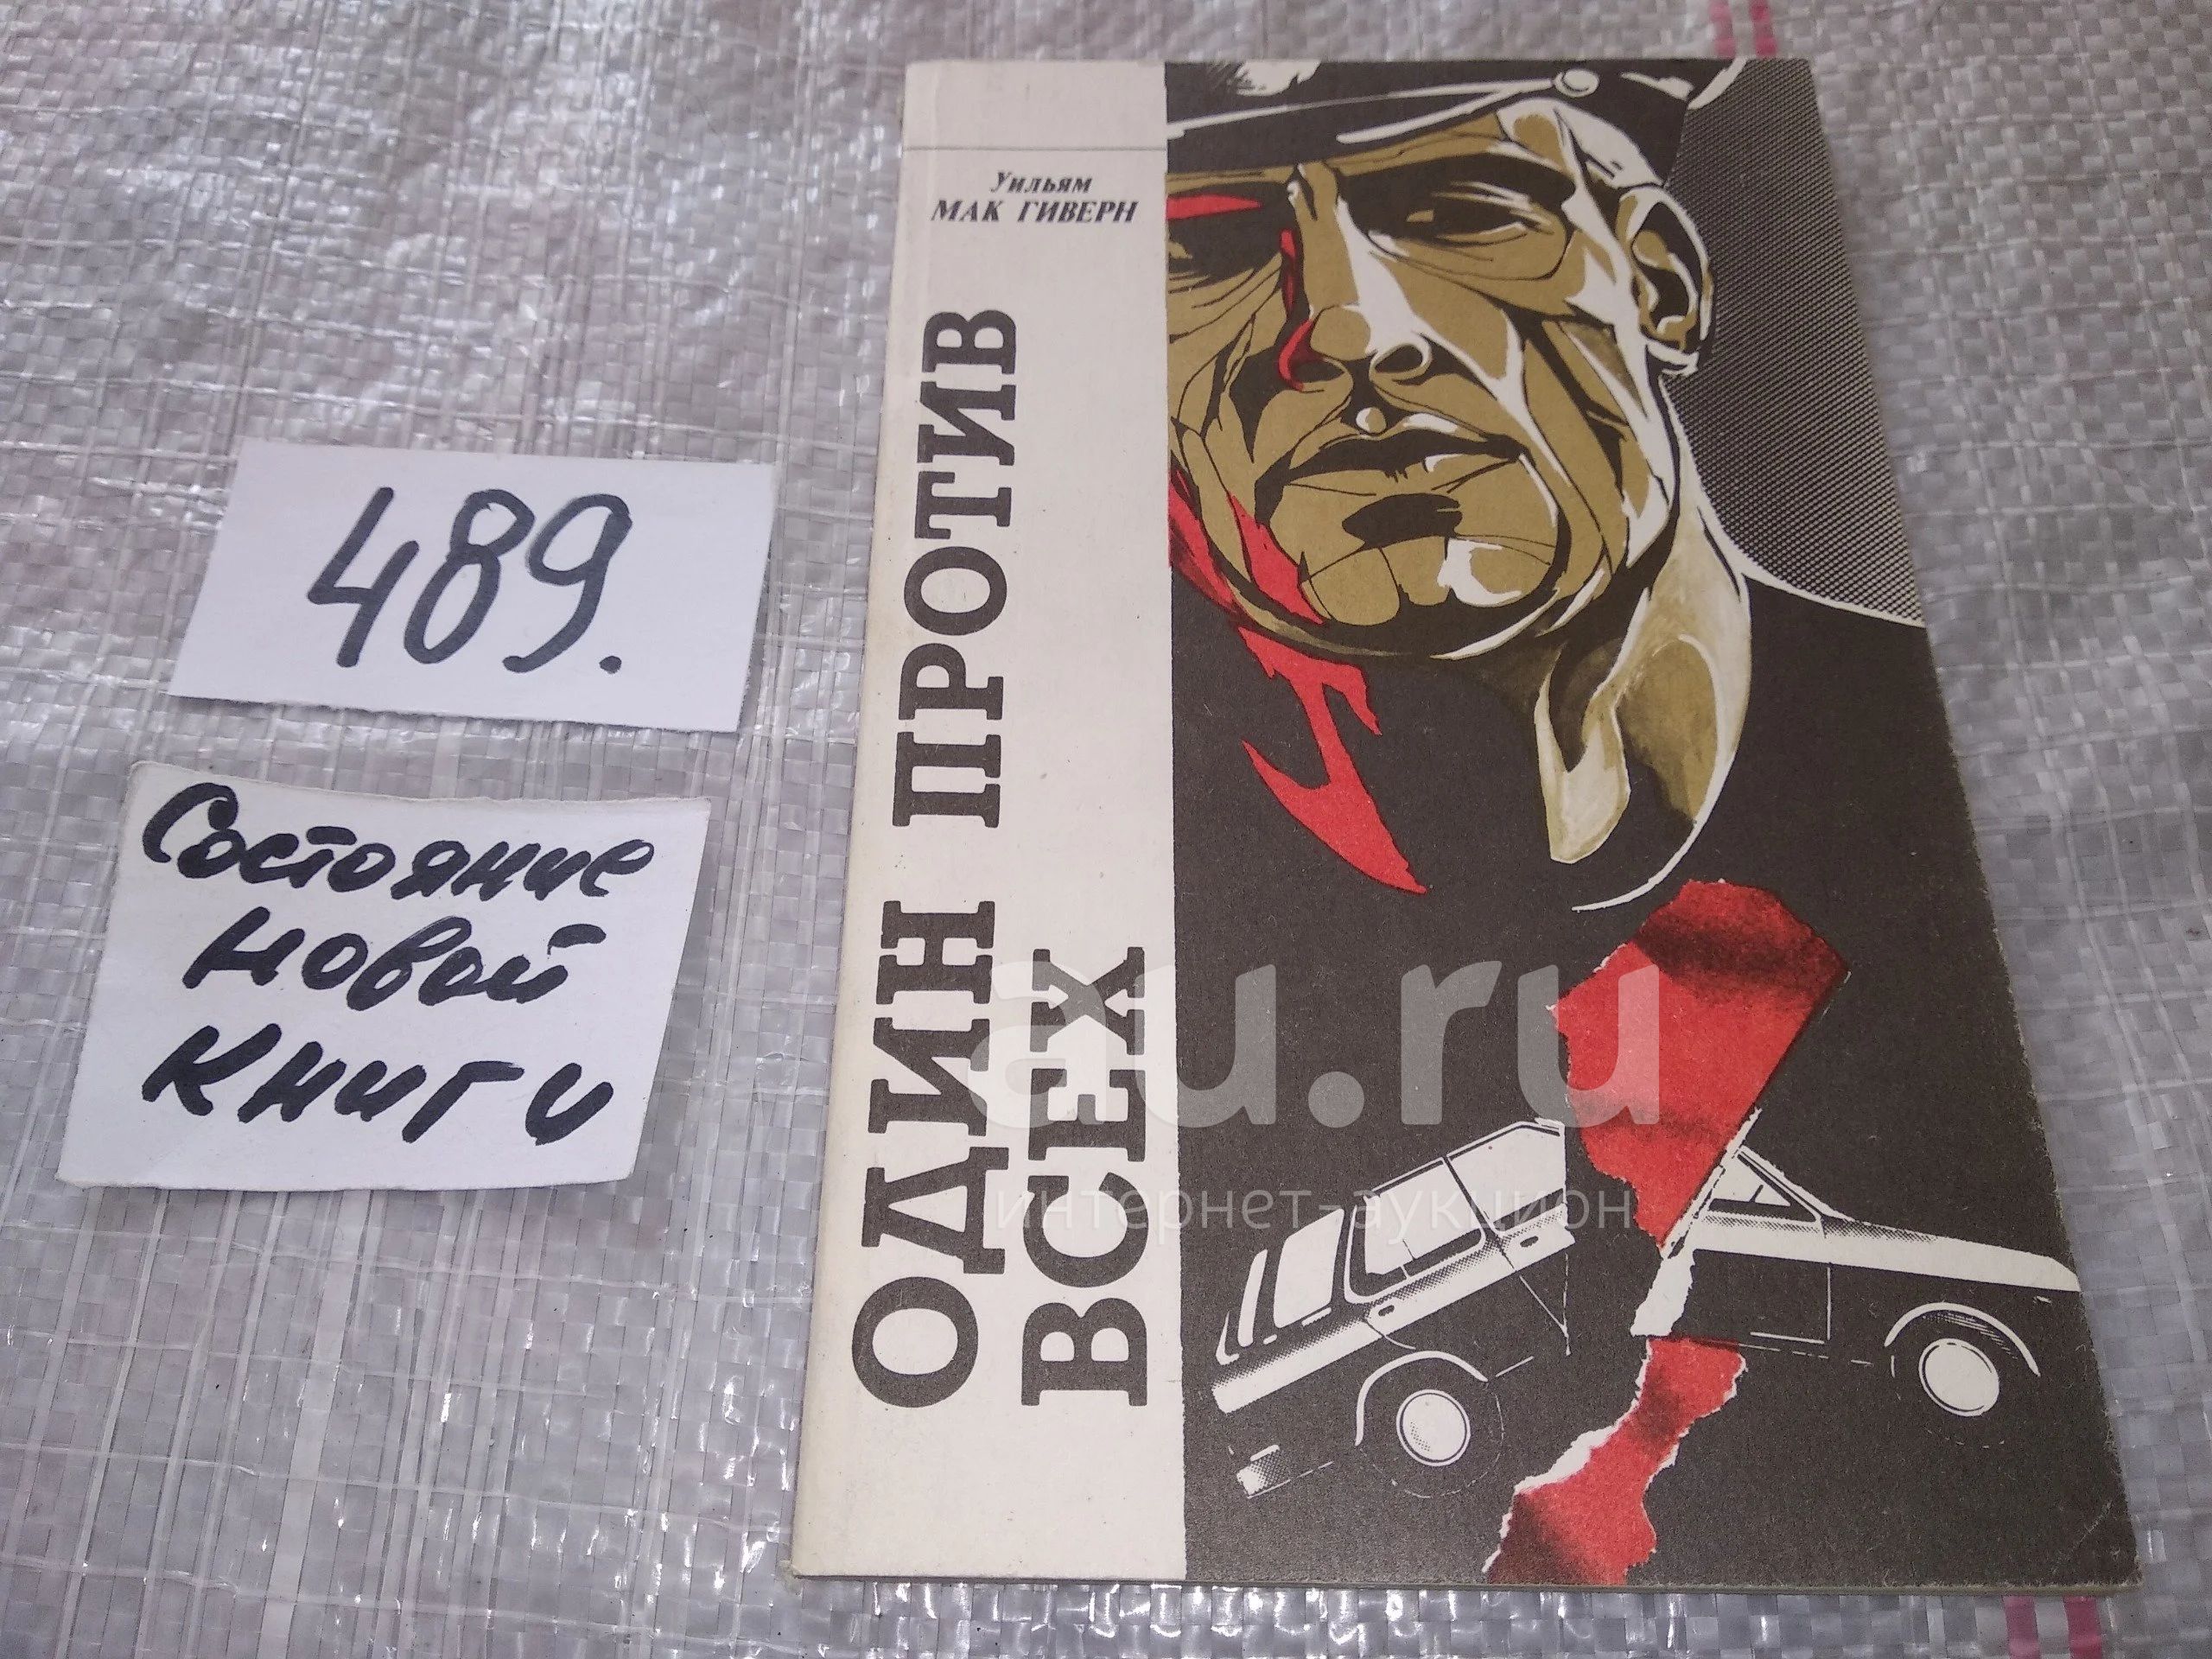 489.
Состояние
новой
книги
Уильям
МАК ГИВЕРН
ОДИН ПРОТИВ
ВСЕХ
au.ru
интернет-аукцион